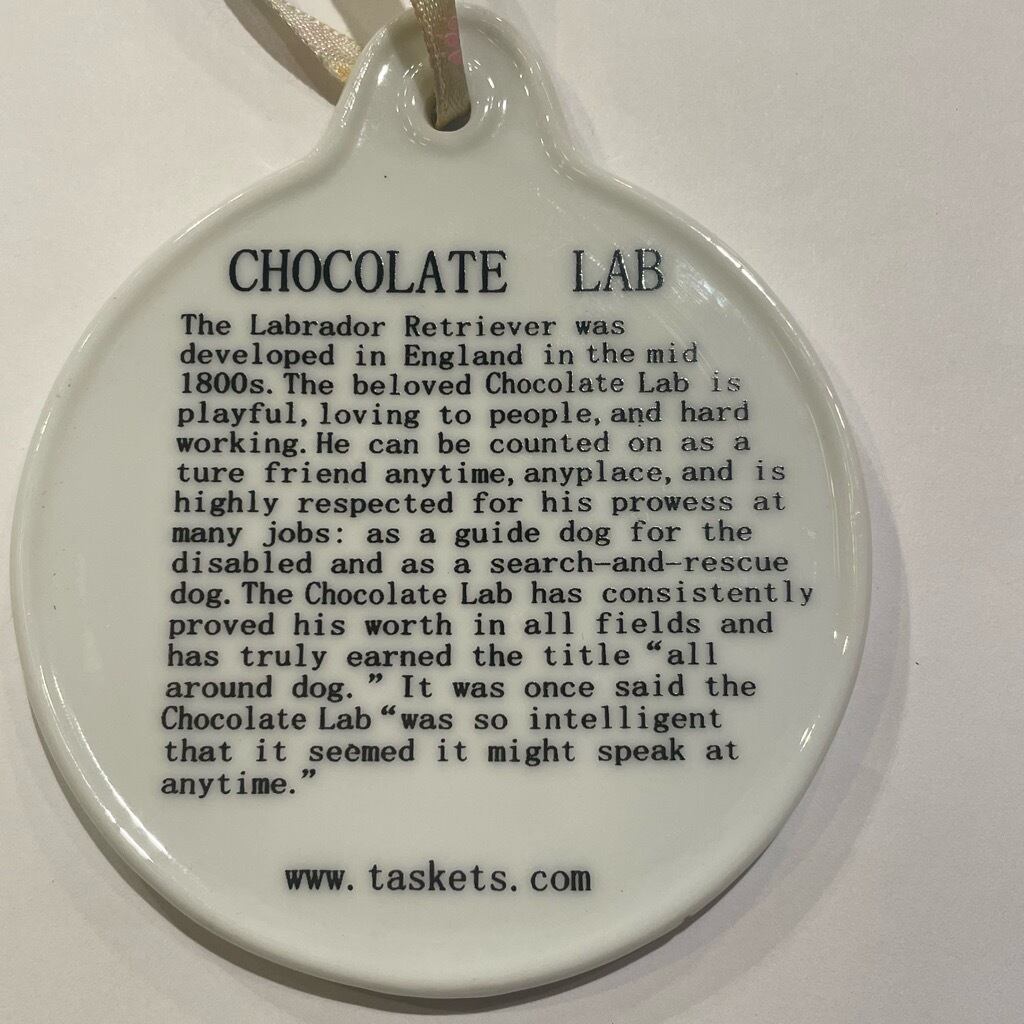 CHOCOLATE LAB
The Labrador Retriever was
developed in England in the mid
1800s. The beloved Chocolate Lab is
playful, loving to people, and hard
working. He can be counted on as a
ture friend anytime, anyplace, and is
highly respected for his prowess at
many jobs: as a guide dog for the
disabled and as a search-and-rescue
dog. The Chocolate Lab has consistently
proved his worth in all fields and
has truly earned the title “all
around dog.” It was once said the
Chocolate Lab “was so intelligent
that it seemed it might speak at
anytime.”
www.taskets.com